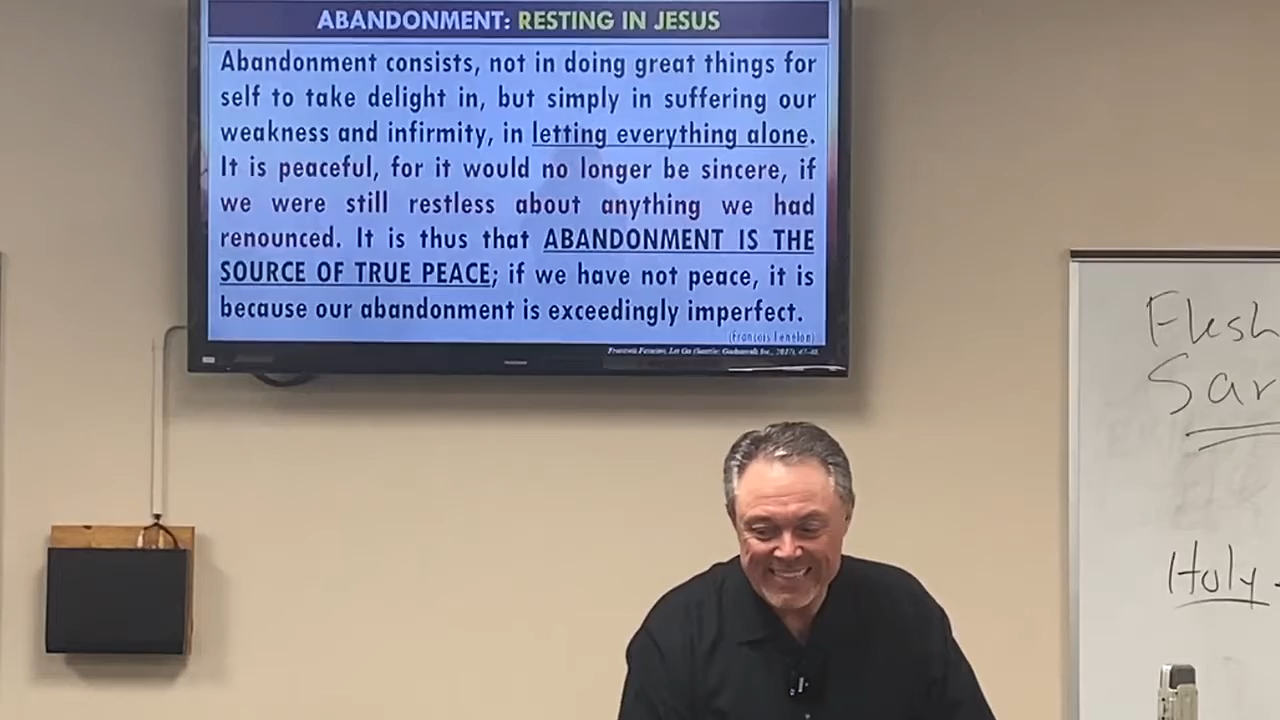 ABANDONMENT: RESTING IN JESUS
Abandonment consists, not in doing great things for
self to take delight in, but simply in suffering our
weakness and infirmity, in letting everything alone.
It is peaceful, for it would no longer be sincere, if
we were still restless about anything we had
renounced. It is thus that ABANDONMENT IS THE
SOURCE OF TRUE PEACE; if we have not peace, it is
because our abandonment is exceedingly imperfect.
(Francois Fenelon)
Francois Fenelon, Let Go
Flesh
Sar
Holy